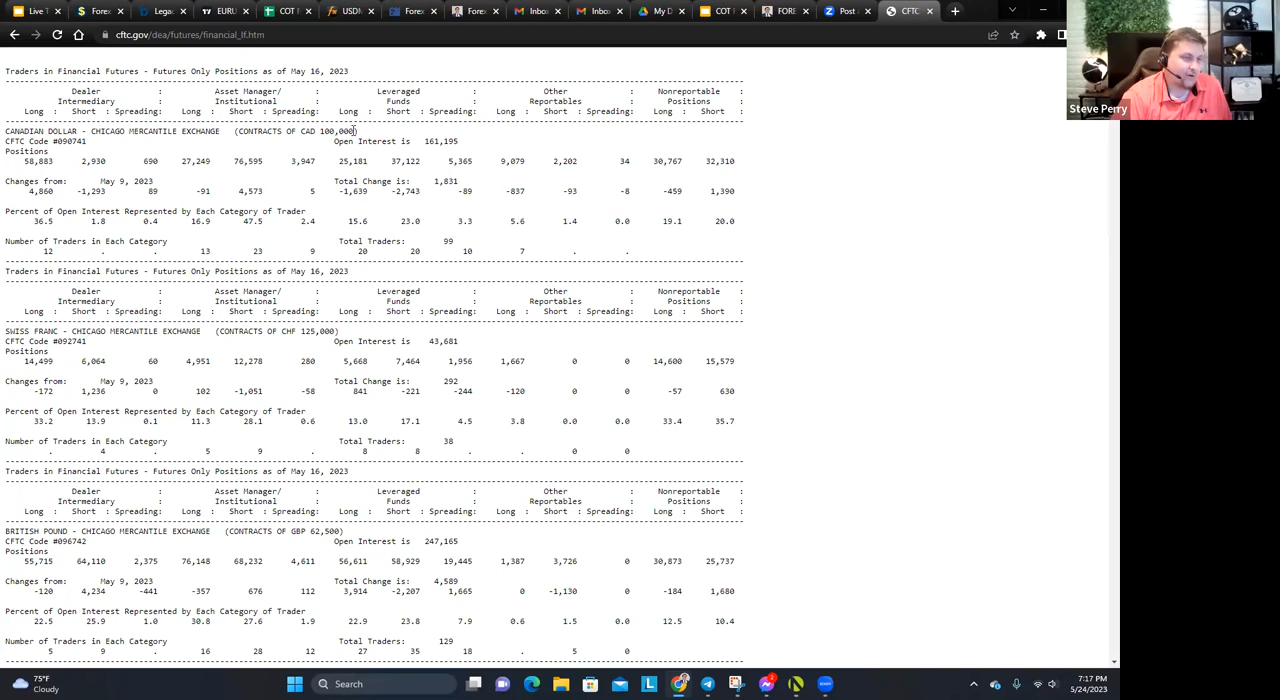 Live T
Forex
Legac
EURU
COT F
USDN
Forex
Forex
Inbox
Inbox
My D
COT F
FORE
Post
CFTC
cftc.gov/dea/futures/financial_lf.htm
Steve Perry
Traders in Financial Futures - Futures Only Positions as of May 16, 2023
Dealer : Asset Manager/ : Leveraged : Other : Nonreportable :
Intermediary : Institutional : Funds : Reportables : Positions :
Long : Short : Spreading: Long : Short : Spreading: Long : Short : Spreading: Long : Short : Spreading: Long : Short :
CANADIAN DOLLAR - CHICAGO MERCANTILE EXCHANGE (CONTRACTS OF CAD 100,000)
CFTC Code #090741 Open Interest is 161,195
Positions
58,883 2,930 690 27,249 76,595 3,947 25,181 37,122 5,365 9,079 2,202 34 30,767 32,310
Changes from: May 9, 2023 Total Change is: 1,831
4,860 -1,293 89 -91 4,573 5 -1,639 -2,743 -89 -837 -93 -8 -459 1,390
Percent of Open Interest Represented by Each Category of Trader
36.5 1.8 0.4 16.9 47.5 2.4 15.6 23.0 3.3 5.6 1.4 0.0 19.1 20.0
Number of Traders in Each Category Total Traders: 99
12 . . 13 23 9 20 20 10 7 . .
Traders in Financial Futures - Futures Only Positions as of May 16, 2023
Dealer : Asset Manager/ : Leveraged : Other : Nonreportable :
Intermediary : Institutional : Funds : Reportables : Positions :
Long : Short : Spreading: Long : Short : Spreading: Long : Short : Spreading: Long : Short : Spreading: Long : Short :
SWISS FRANC - CHICAGO MERCANTILE EXCHANGE (CONTRACTS OF CHF 125,000)
CFTC Code #092741 Open Interest is 43,681
Positions
14,499 6,064 60 4,951 12,278 280 5,668 7,464 1,956 1,667 0 0 14,600 15,579
Changes from: May 9, 2023 Total Change is: 292
-172 1,236 0 102 -1,051 -58 841 -221 -244 -120 0 0 -57 630
Percent of Open Interest Represented by Each Category of Trader
33.2 13.9 0.1 11.3 28.1 0.6 13.0 17.1 4.5 3.8 0.0 0.0 33.4 35.7
Number of Traders in Each Category Total Traders: 38
. 4 . 5 9 . 8 8 . . 0 0
Traders in Financial Futures - Futures Only Positions as of May 16, 2023
Dealer : Asset Manager/ : Leveraged : Other : Nonreportable :
Intermediary : Institutional : Funds : Reportables : Positions :
Long : Short : Spreading: Long : Short : Spreading: Long : Short : Spreading: Long : Short : Spreading: Long : Short :
BRITISH POUND - CHICAGO MERCANTILE EXCHANGE (CONTRACTS OF GBP 62,500)
CFTC Code #096742 Open Interest is 247,165
Positions
55,715 64,110 2,375 76,148 68,232 4,611 56,611 58,929 19,445 1,387 3,726 0 30,873 25,737
Changes from: May 9, 2023 Total Change is: 4,589
-120 4,234 -441 -357 676 112 3,914 -2,207 1,665 0 -1,130 0 -184 1,680
Percent of Open Interest Represented by Each Category of Trader
22.5 25.9 1.0 30.8 27.6 1.9 22.9 23.8 7.9 0.6 1.5 0.0 12.5 10.4
Number of Traders in Each Category Total Traders: 129
5 9 . 16 28 12 27 35 18 . 5 0
75°F
Cloudy
Search
7:17 PM
5/24/2023